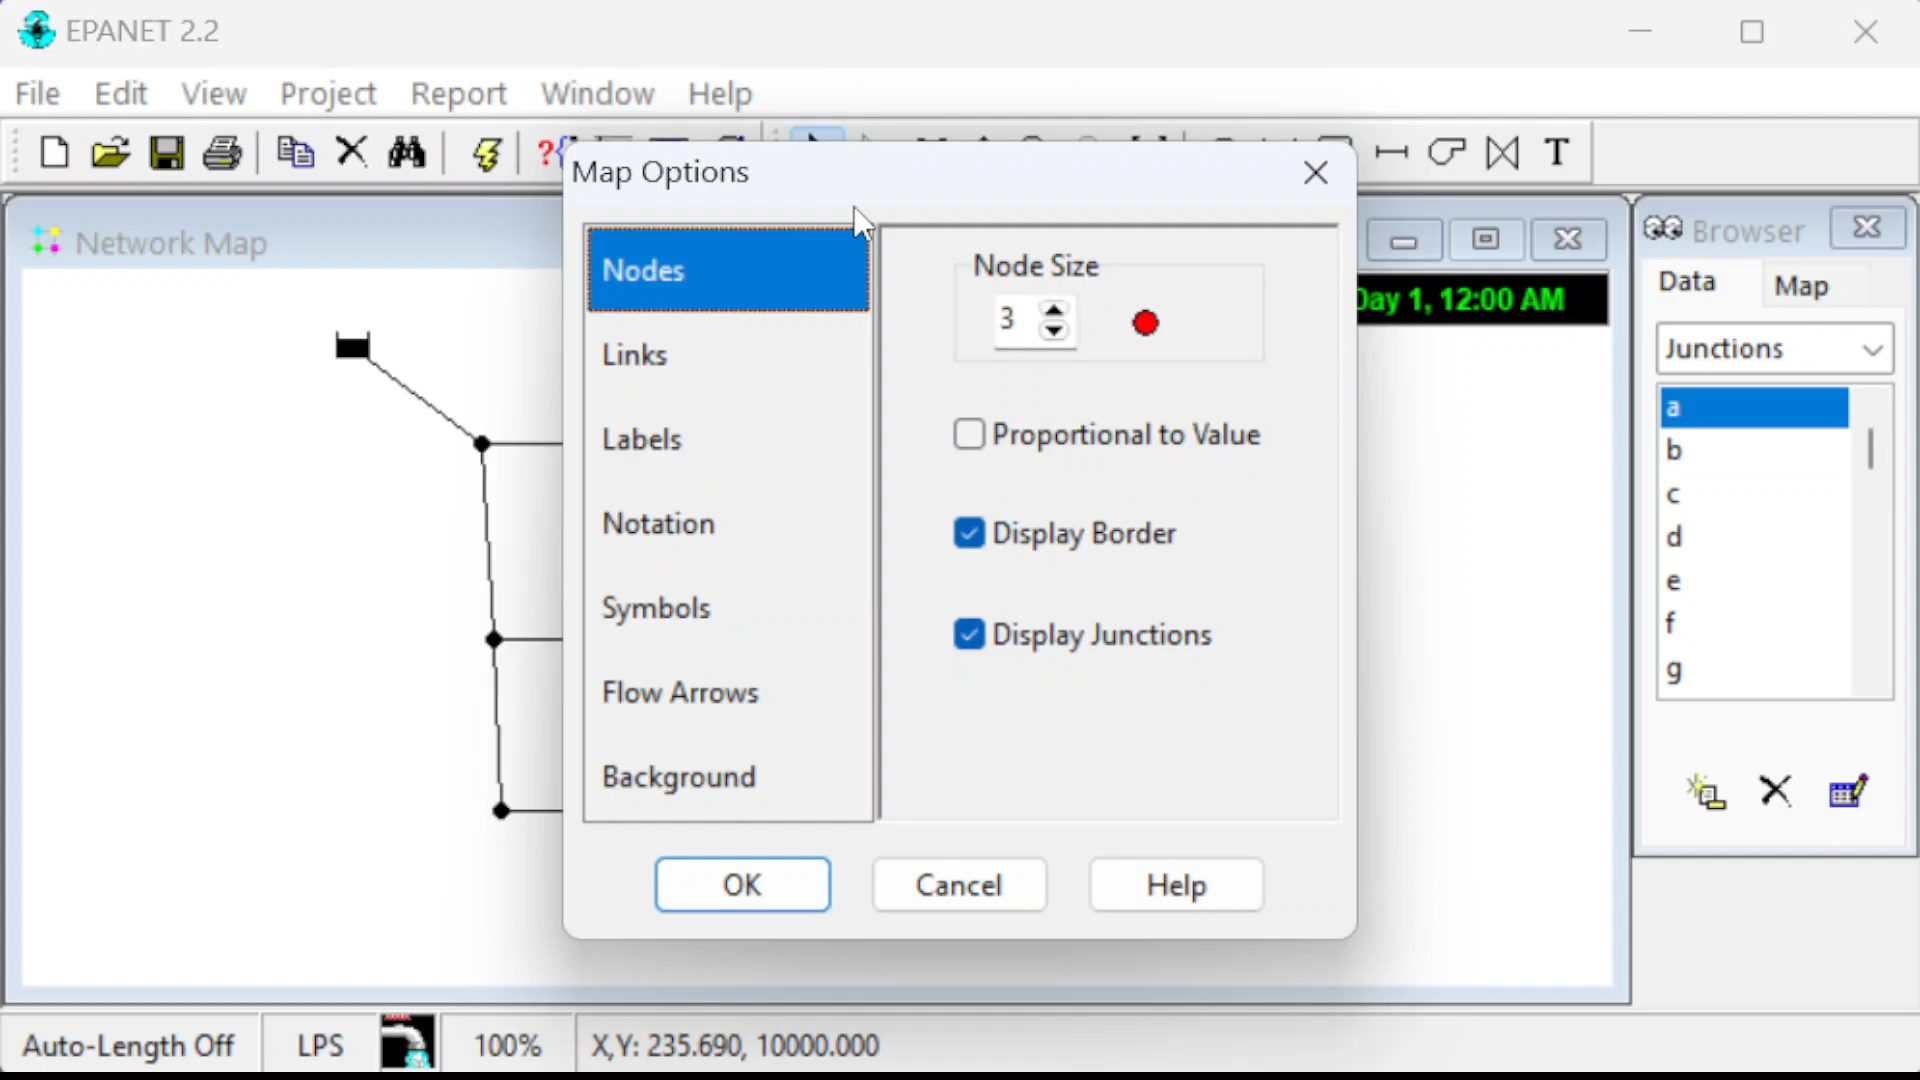 EPANET 2.2
File Edit View Project Report Window Help
T
Map Options
Network Map
Browser
Day 1, 12:00 AM
Data Map
Junctions
a
b
c
d
e
f
g
Nodes
Links
Labels
Notation
Symbols
Flow Arrows
Background
Node Size
3
Proportional to Value
Display Border
Display Junctions
OK Cancel Help
Auto-Length Off LPS 100% X,Y: 235.690, 10000.000